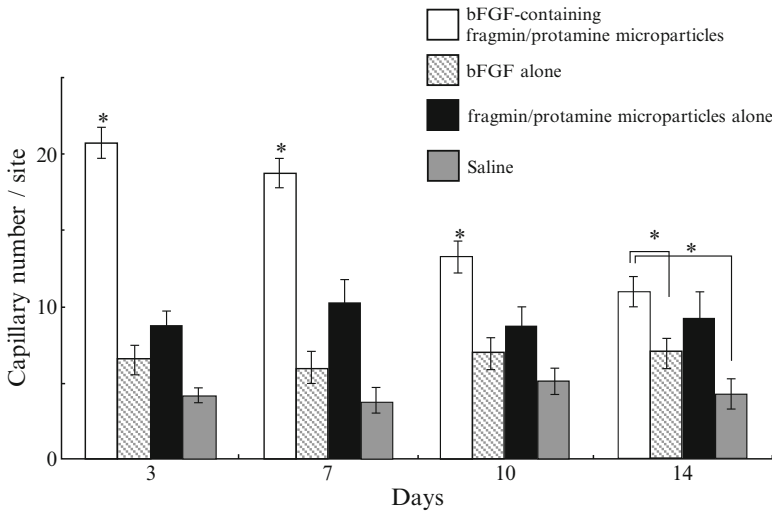 bFGF-containing
fragmin/protamine microparticles
bFGF alone
fragmin/protamine microparticles alone
Saline
Capillary number / site
20
10
0
*
*
*
*
*
3
7
10
14
Days